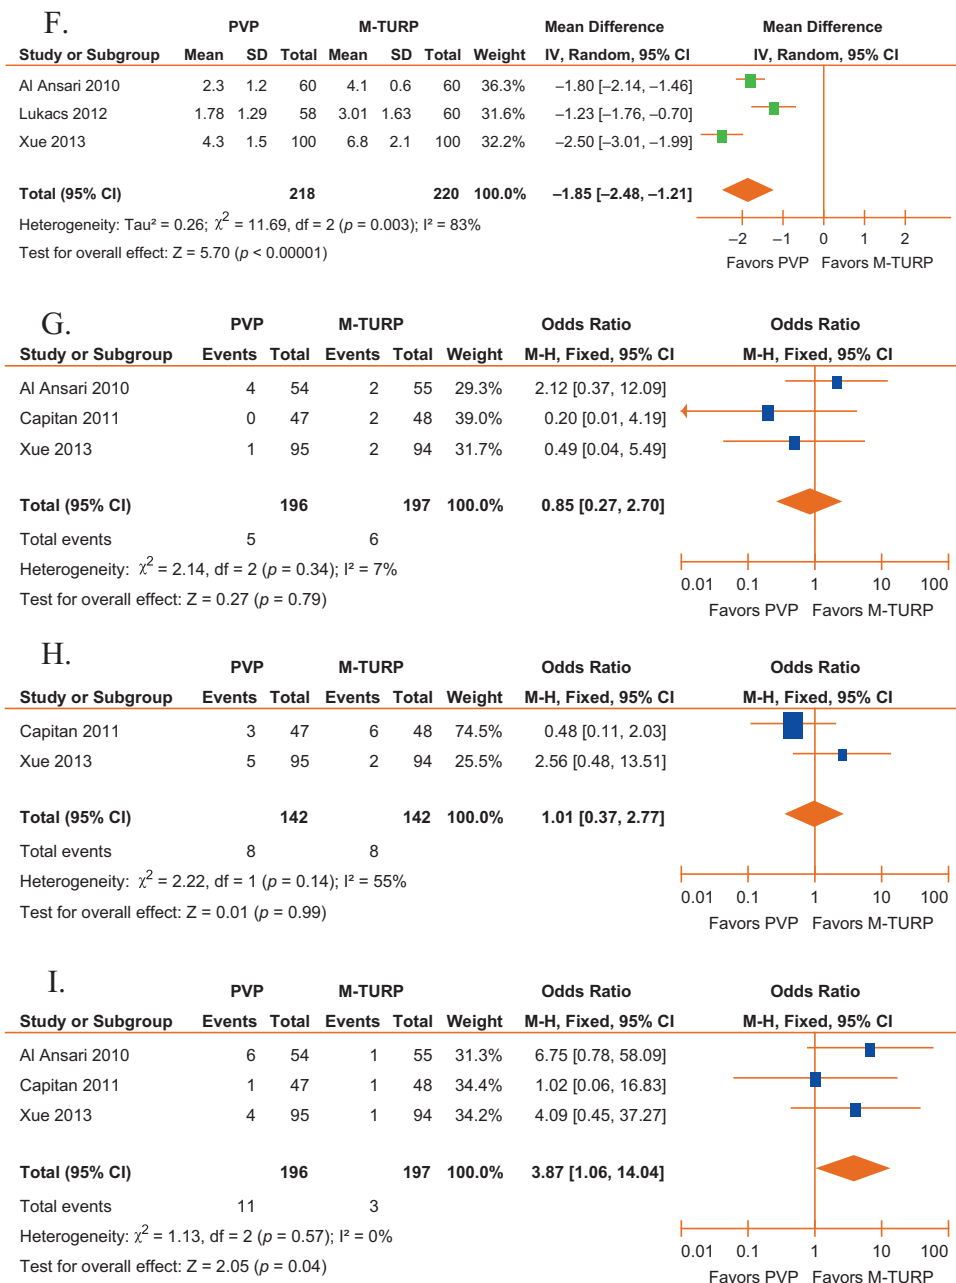 F.
PVP M-TURP Mean Difference Mean Difference
Study or Subgroup Mean SD Total Mean SD Total Weight IV, Random, 95% CI IV, Random, 95% CI
Al Ansari 2010 2.3 1.2 60 4.1 0.6 60 36.3% –1.80 [–2.14, –1.46]
Lukacs 2012 1.78 1.29 58 3.01 1.63 60 31.6% –1.23 [–1.76, –0.70]
Xue 2013 4.3 1.5 100 6.8 2.1 100 32.2% –2.50 [–3.01, –1.99]
Total (95% CI) 218 220 100.0% –1.85 [–2.48, –1.21]
Heterogeneity: Tau² = 0.26; χ² = 11.69, df = 2 (p = 0.003); I² = 83%
Test for overall effect: Z = 5.70 (p < 0.00001)
–2 –1 0 1 2
Favors PVP Favors M-TURP
G.
PVP M-TURP Odds Ratio Odds Ratio
Study or Subgroup Events Total Events Total Weight M-H, Fixed, 95% CI M-H, Fixed, 95% CI
Al Ansari 2010 4 54 2 55 29.3% 2.12 [0.37, 12.09]
Capitan 2011 0 47 2 48 39.0% 0.20 [0.01, 4.19]
Xue 2013 1 95 2 94 31.7% 0.49 [0.04, 5.49]
Total (95% CI) 196 197 100.0% 0.85 [0.27, 2.70]
Total events 5 6
Heterogeneity: χ² = 2.14, df = 2 (p = 0.34); I² = 7%
Test for overall effect: Z = 0.27 (p = 0.79)
0.01 0.1 1 10 100
Favors PVP Favors M-TURP
H.
PVP M-TURP Odds Ratio Odds Ratio
Study or Subgroup Events Total Events Total Weight M-H, Fixed, 95% CI M-H, Fixed, 95% CI
Capitan 2011 3 47 6 48 74.5% 0.48 [0.11, 2.03]
Xue 2013 5 95 2 94 25.5% 2.56 [0.48, 13.51]
Total (95% CI) 142 142 100.0% 1.01 [0.37, 2.77]
Total events 8 8
Heterogeneity: χ² = 2.22, df = 1 (p = 0.14); I² = 55%
Test for overall effect: Z = 0.01 (p = 0.99)
0.01 0.1 1 10 100
Favors PVP Favors M-TURP
I.
PVP M-TURP Odds Ratio Odds Ratio
Study or Subgroup Events Total Events Total Weight M-H, Fixed, 95% CI M-H, Fixed, 95% CI
Al Ansari 2010 6 54 1 55 31.3% 6.75 [0.78, 58.09]
Capitan 2011 1 47 1 48 34.4% 1.02 [0.06, 16.83]
Xue 2013 4 95 1 94 34.2% 4.09 [0.45, 37.27]
Total (95% CI) 196 197 100.0% 3.87 [1.06, 14.04]
Total events 11 3
Heterogeneity: χ² = 1.13, df = 2 (p = 0.57); I² = 0%
Test for overall effect: Z = 2.05 (p = 0.04)
0.01 0.1 1 10 100
Favors PVP Favors M-TURP